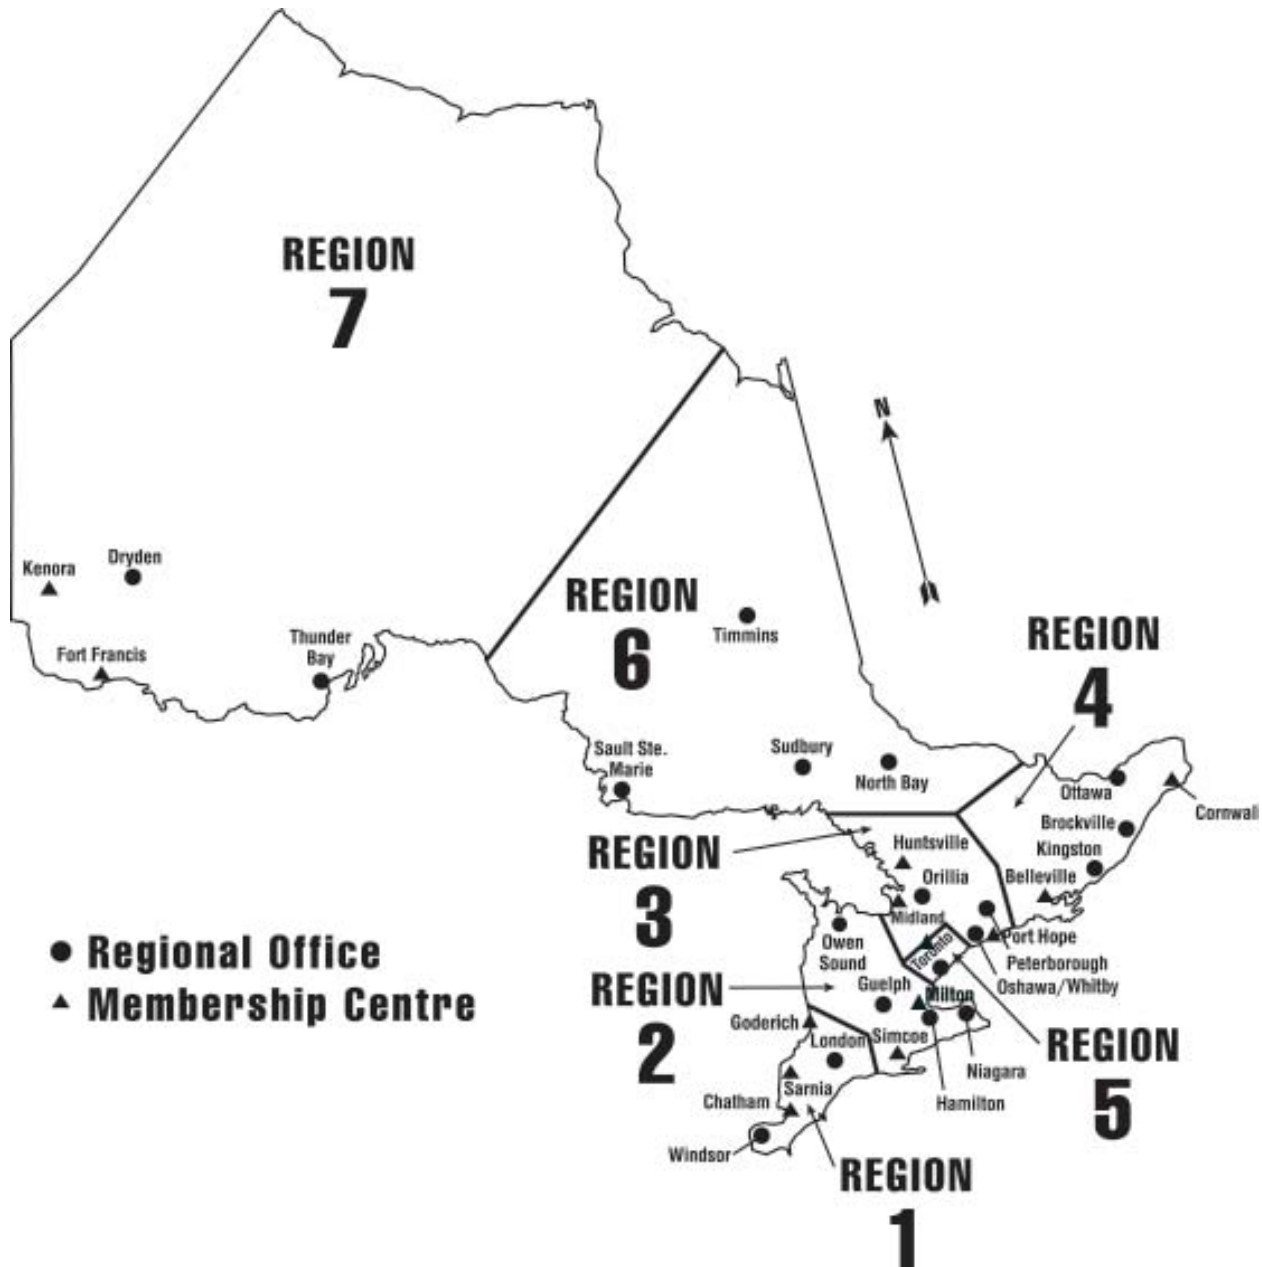 REGION
7
N
Dryden
Kenora
REGION
6
Timmins
Thunder
Bay
Fort Francis
REGION
4
Sault Ste.
Marie
Sudbury
North Bay
Ottawa
Cornwall
Brockville
Kingston
Belleville
REGION
3
Huntsville
Orillia
Midland
Port Hope
Peterborough
Oshawa/Whitby
Toronto
Owen
Sound
● Regional Office
▲ Membership Centre
REGION
2
Guelph
Milton
Goderich
London
Simcoe
Niagara
Hamilton
REGION
5
Sarnia
Chatham
Windsor
REGION
1